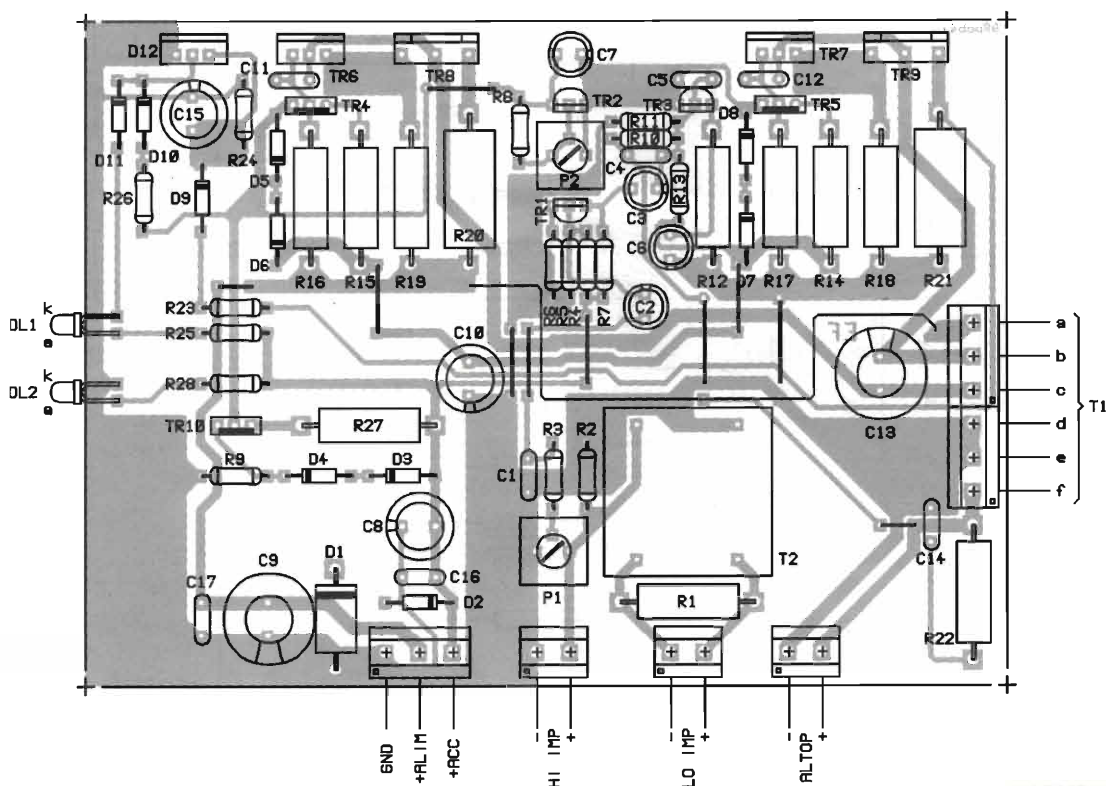 D12
C11
TR6
TR8
C7
C5
C12
TR7
TR9
C15
TR4
R8
TR2
TR3
D8
TR5
R11
R10
D11
D10
R24
C4
P2
R26
D9
D5
R13
TR1
C3
R20
C6
D6
R16
R15
R19
R6
R5
R4
R7
R12
D7
R17
R14
R18
R21
R23
C2
DL1
K
a
R25
C10
EF
a
b
c
d
e
f
T1
DL2
K
a
R28
TR10
R27
R3
R2
C13
R9
D4
D3
C1
C8
C14
D1
T2
C17
C9
C16
D2
P1
R1
R22
GND
+ALIM
+ACC
- HI IMP +
- LO IMP +
- ALTOP +